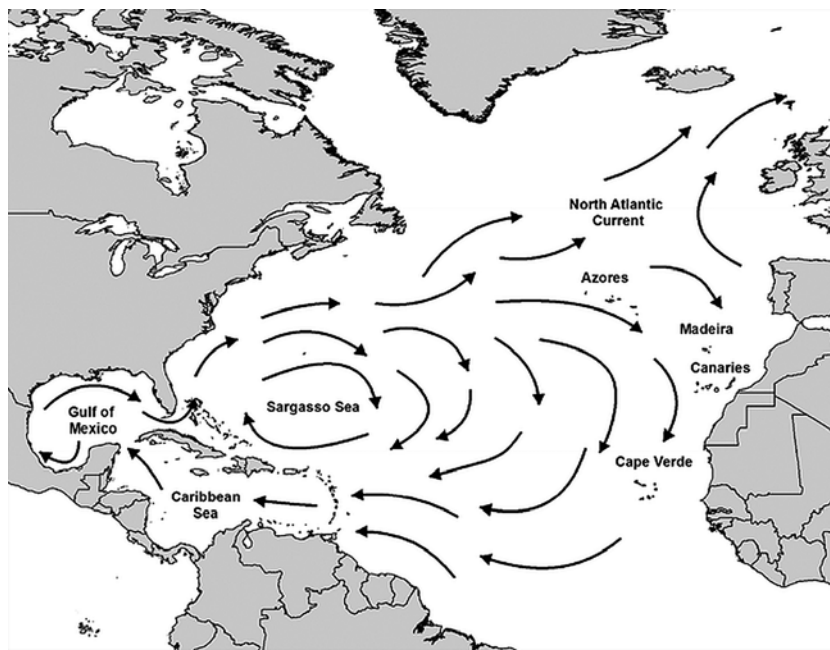 North Atlantic
Current
Azores
Madeira
Canaries
Gulf of
Mexico
Sargasso Sea
Cape Verde
Caribbean
Sea